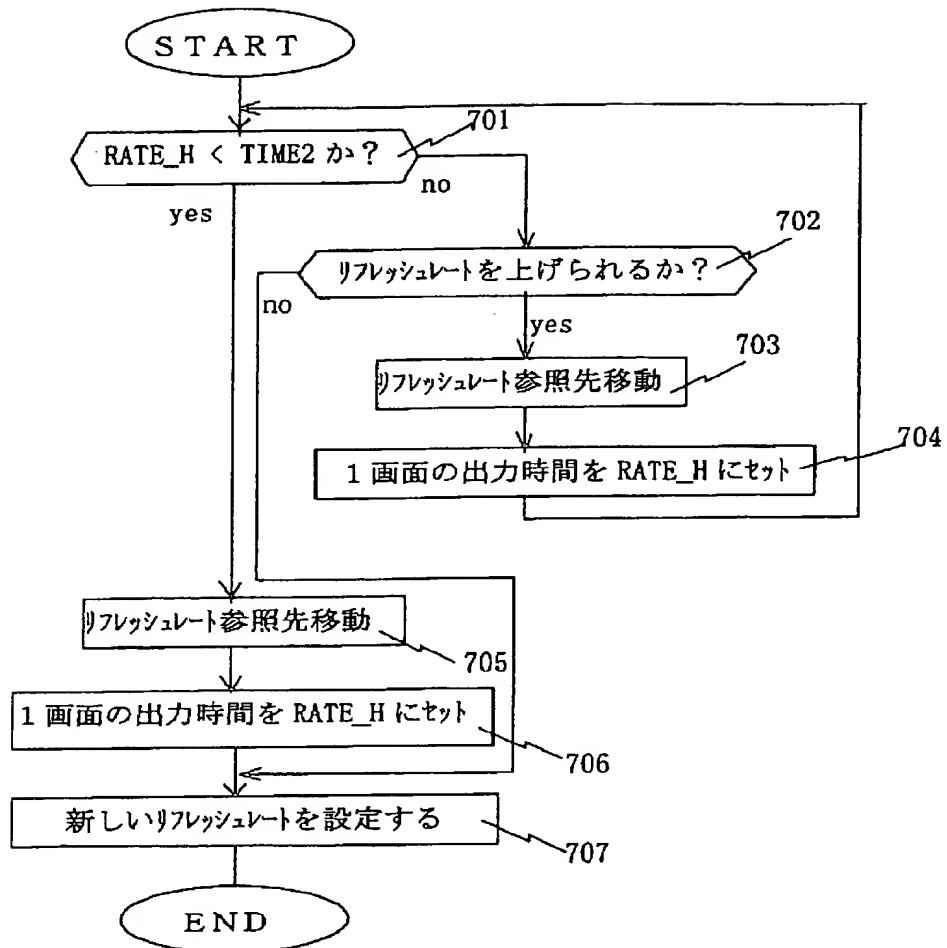 START
701
RATE_H < TIME2 か？
no
yes
702
ﾘﾌﾚｯｼｭﾚｰﾄを上げられるか？
no
yes
703
ﾘﾌﾚｯｼｭﾚｰﾄ参照先移動
704
1画面の出力時間を RATE_H にｾｯﾄ
ﾘﾌﾚｯｼｭﾚｰﾄ参照先移動
705
1画面の出力時間を RATE_H にｾｯﾄ
706
新しいﾘﾌﾚｯｼｭﾚｰﾄを設定する
707
END